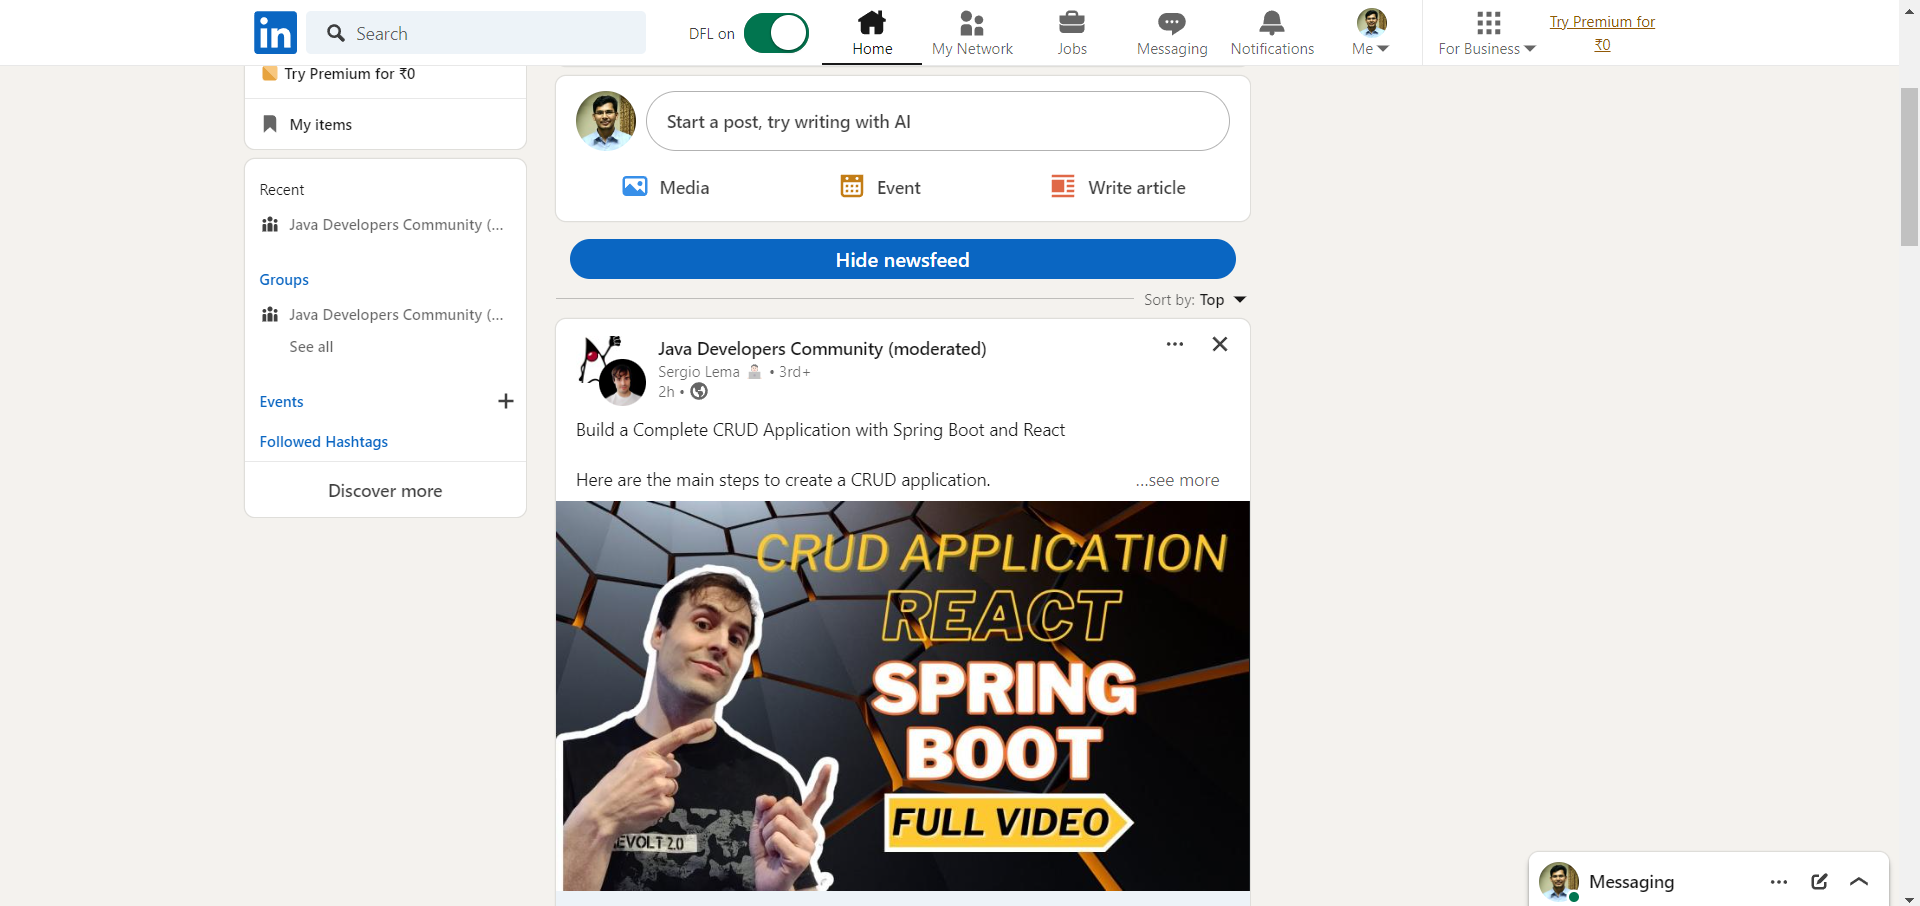 in
Search
DFL on
Home
My Network
Jobs
Messaging
Notifications
Me
For Business
Try Premium for
₹0
Try Premium for ₹0
My items
Recent
Java Developers Community (...
Groups
Java Developers Community (...
See all
Events
Followed Hashtags
Discover more
Start a post, try writing with AI
Media
Event
Write article
Hide newsfeed
Sort by: Top
Java Developers Community (moderated)
Sergio Lema • 3rd+
2h •
Build a Complete CRUD Application with Spring Boot and React
Here are the main steps to create a CRUD application.
...see more
CRUD APPLICATION
REACT
SPRING
BOOT
FULL VIDEO
EVOLT 2.0
Messaging